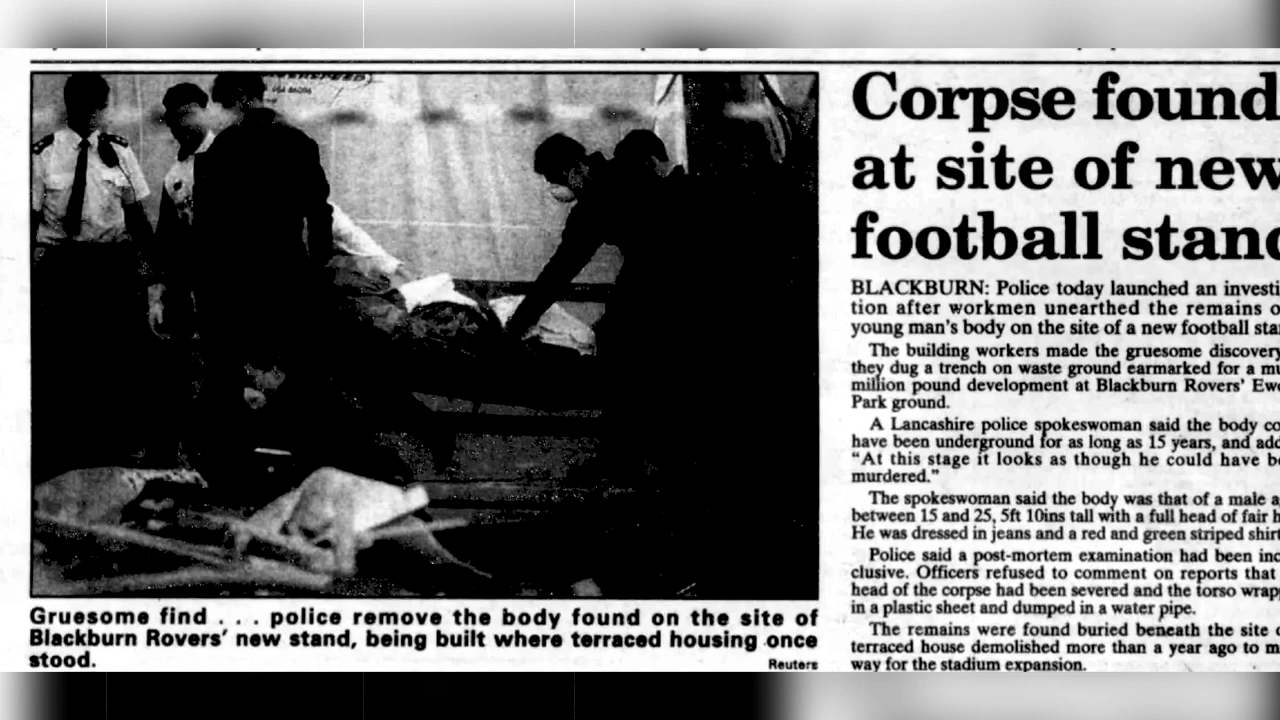 Corpse found
at site of new
football stand
BLACKBURN: Police today launched an investi
tion after workmen unearthed the remains o
young man's body on the site of a new football sta
The building workers made the gruesome discovery
they dug a trench on waste ground earmarked for a mu
million pound development at Blackburn Rovers' Ewo
Park ground.
A Lancashire police spokeswoman said the body co
have been underground for as long as 15 years, and add
“At this stage it looks as though he could have be
murdered.”
The spokeswoman said the body was that of a male a
between 15 and 25, 5ft 10ins tall with a full head of fair h
He was dressed in jeans and a red and green striped shirt
Police said a post-mortem examination had been inc
clusive. Officers refused to comment on reports that
head of the corpse had been severed and the torso wrapp
in a plastic sheet and dumped in a water pipe.
The remains were found buried beneath the site o
terraced house demolished more than a year ago to m
way for the stadium expansion.
Gruesome find . . . police remove the body found on the site of
Blackburn Rovers' new stand, being built where terraced housing once
stood.
Reuters